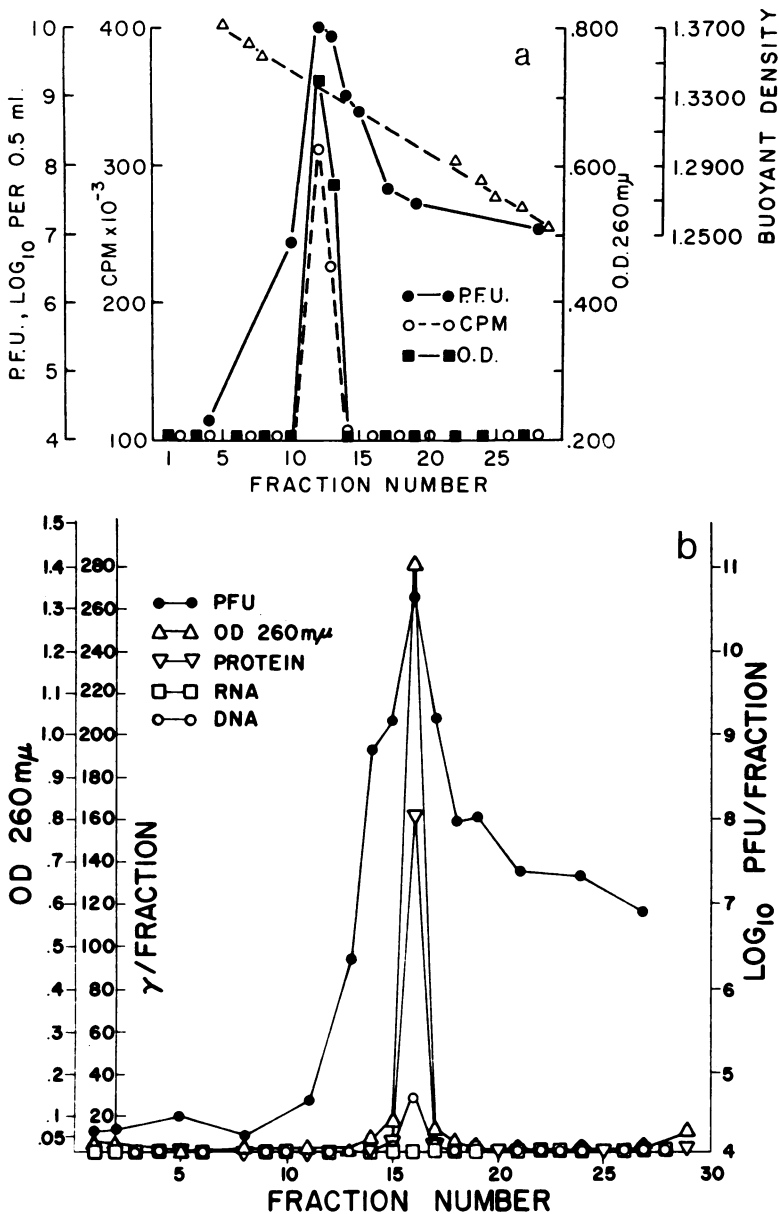 a
P.F.U., LOG10 PER 0.5 ml.
10
9
8
7
6
5
4
CPM x10-3
400
300
200
100
.800
.600
.400
.200
O.D. 260mμ
1.3700
1.3300
1.2900
1.2500
BUOYANT DENSITY
P.F.U.
CPM
O.D.
1 5 10 15 20 25
FRACTION NUMBER
b
OD 260mμ
1.5
1.4
1.3
1.2
1.1
1.0
.9
.8
.7
.6
.5
.4
.3
.2
.1
.05
γ/FRACTION
280
260
240
220
200
180
160
140
120
100
80
60
40
20
PFU
OD 260mμ
PROTEIN
RNA
DNA
11
10
9
8
7
6
5
4
LOG10 PFU/FRACTION
5 10 15 20 25 30
FRACTION NUMBER